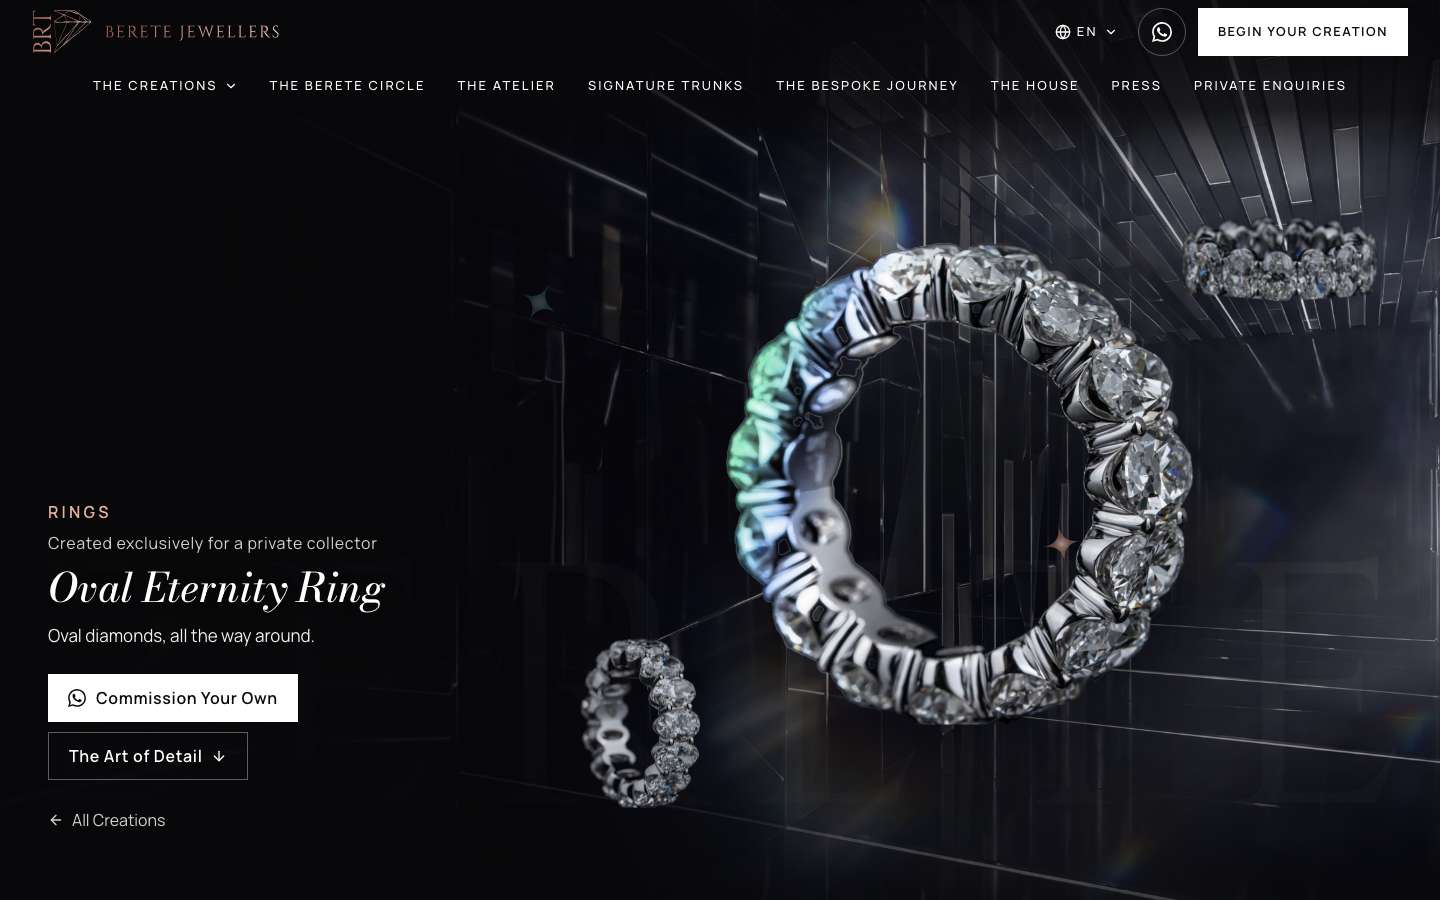 BRT
BERETE JEWELLERS
EN
BEGIN YOUR CREATION
THE CREATIONS
THE BERETE CIRCLE
THE ATELIER
SIGNATURE TRUNKS
THE BESPOKE JOURNEY
THE HOUSE
PRESS
PRIVATE ENQUIRIES
RINGS
Created exclusively for a private collector
Oval Eternity Ring
Oval diamonds, all the way around.
Commission Your Own
The Art of Detail
All Creations